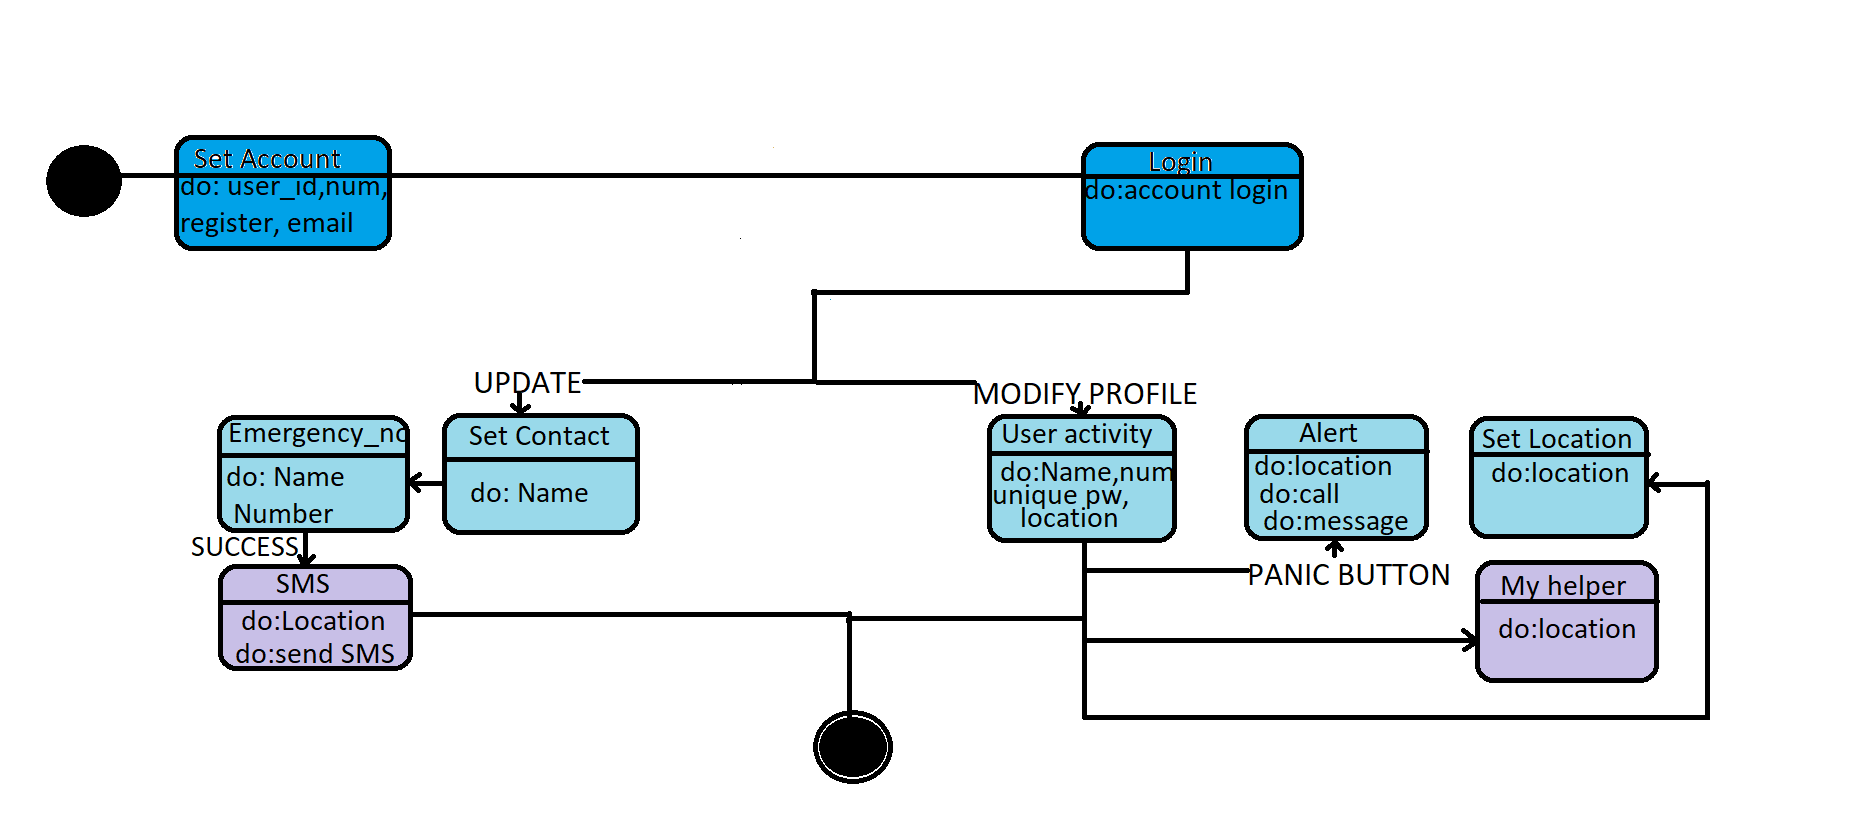 Set Account
do: user_id,num,
register, email
Login
do:account login
UPDATE
MODIFY PROFILE
Emergency_no
do: Name
Number
Set Contact
do: Name
User activity
do:Name,num
unique pw,
location
Alert
do:location
do:call
do:message
Set Location
do:location
SUCCESS
PANIC BUTTON
SMS
do:Location
do:send SMS
My helper
do:location